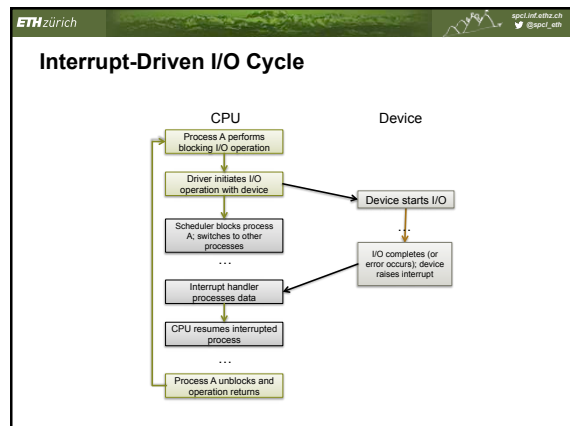 ETH zürich
spcl.inf.ethz.ch
@spcl_eth
Interrupt-Driven I/O Cycle
CPU
Device
Process A performs
blocking I/O operation
Driver initiates I/O
operation with device
Device starts I/O
Scheduler blocks process
A; switches to other
processes
…
…
I/O completes (or
error occurs); device
raises interrupt
Interrupt handler
processes data
CPU resumes interrupted
process
…
Process A unblocks and
operation returns